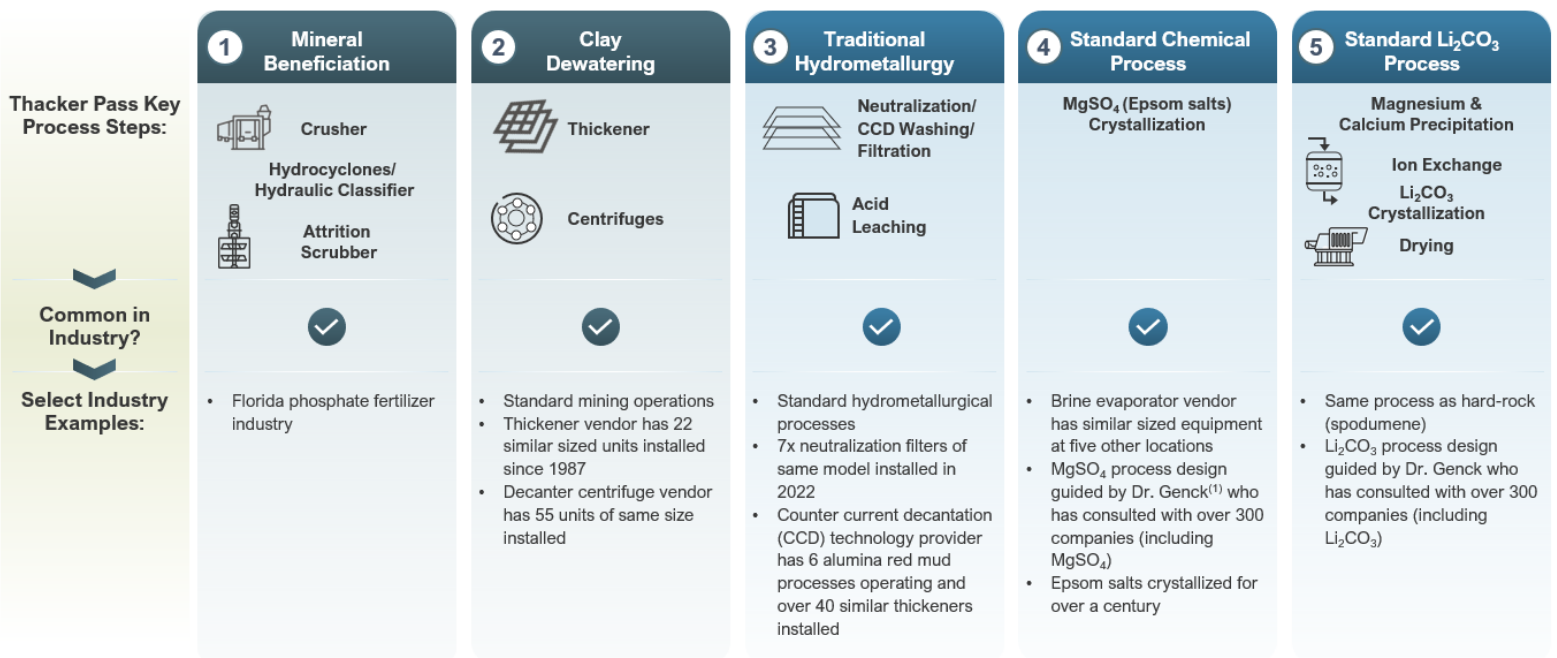 1
Mineral
Beneficiation
2
Clay
Dewatering
3
Traditional
Hydrometallurgy
4
Standard Chemical
Process
5
Standard Li₂CO₃
Process
Thacker Pass Key
Process Steps:
Crusher
Hydrocyclones/
Hydraulic Classifier
Attrition
Scrubber
Thickener
Centrifuges
Neutralization/
CCD Washing/
Filtration
Acid
Leaching
MgSO₄ (Epsom salts)
Crystallization
Magnesium &
Calcium Precipitation
Ion Exchange
Li₂CO₃
Crystallization
Drying
Common in
Industry?
Select Industry
Examples:
• Florida phosphate fertilizer
industry
• Standard mining operations
• Thickener vendor has 22
similar sized units installed
since 1987
• Decanter centrifuge vendor
has 55 units of same size
installed
• Standard hydrometallurgical
processes
• 7x neutralization filters of
same model installed in
2022
• Counter current decantation
(CCD) technology provider
has 6 alumina red mud
processes operating and
over 40 similar thickeners
installed
• Brine evaporator vendor
has similar sized equipment
at five other locations
• MgSO₄ process design
guided by Dr. Genck⁽¹⁾ who
has consulted with over 300
companies (including
MgSO₄)
• Epsom salts crystallized for
over a century
• Same process as hard-rock
(spodumene)
• Li₂CO₃ process design
guided by Dr. Genck who
has consulted with over 300
companies (including
Li₂CO₃)